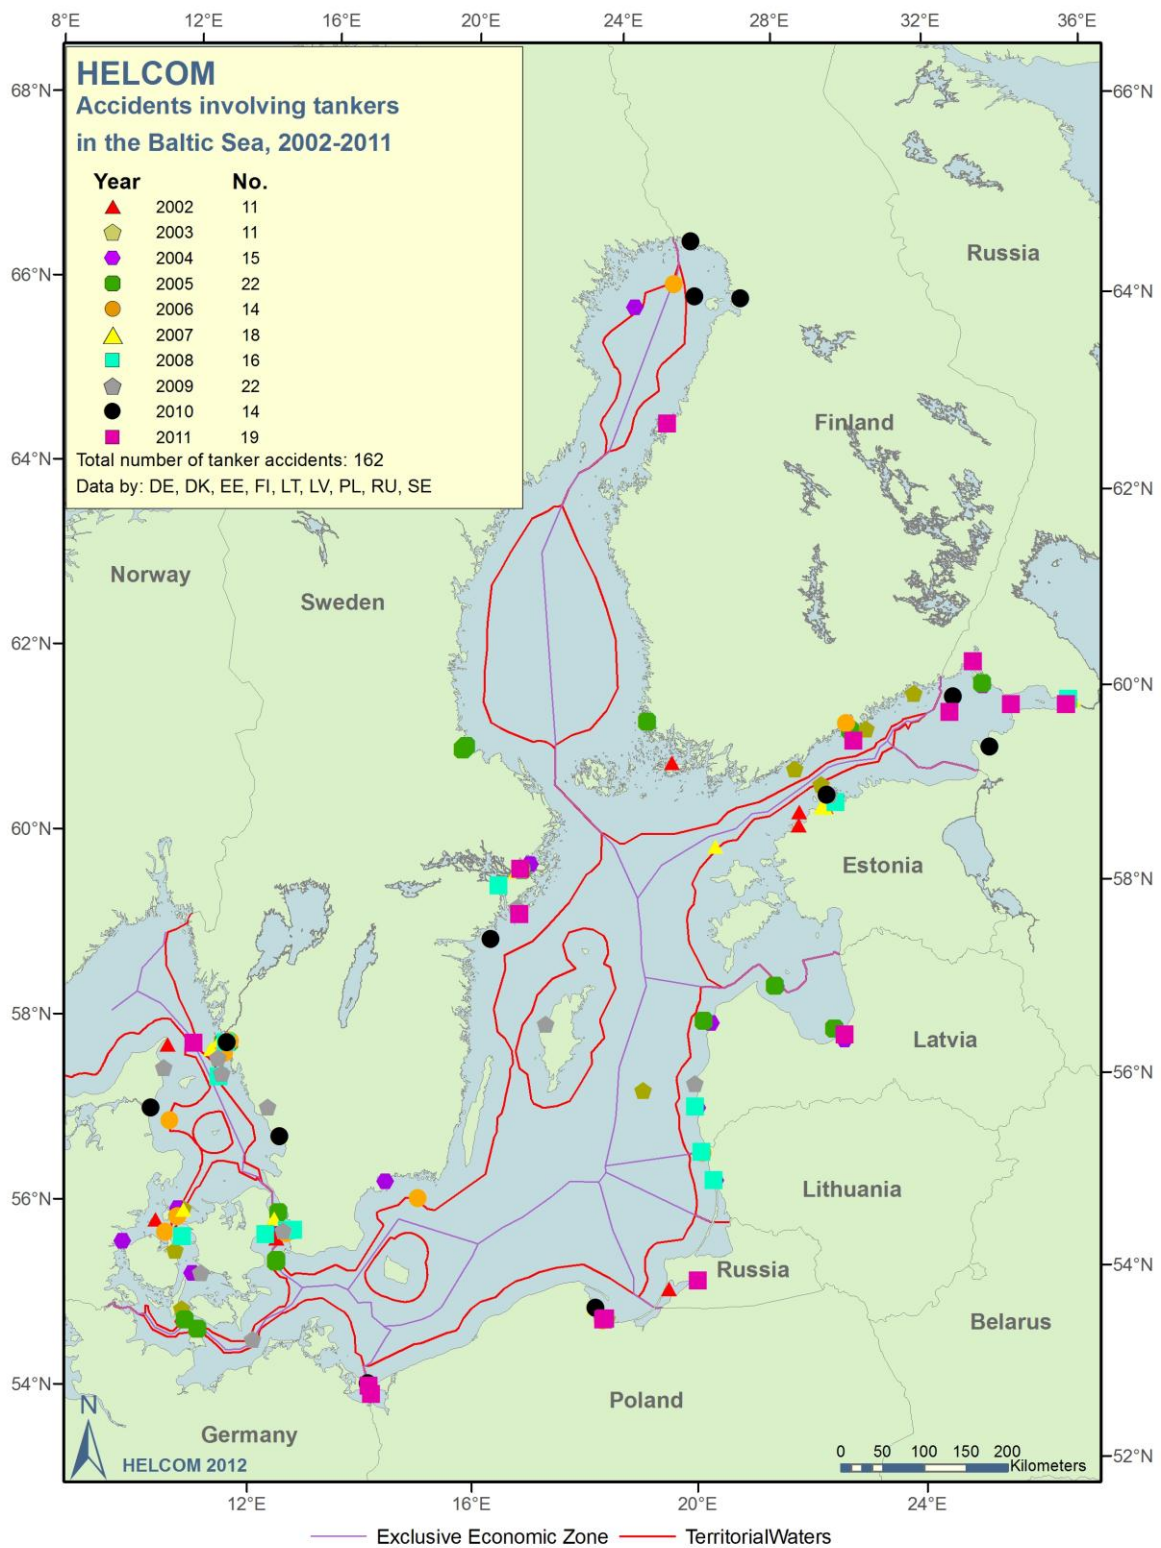 8°E 12°E 16°E 20°E 24°E 28°E 32°E 36°E
HELCOM
Accidents involving tankers
in the Baltic Sea, 2002-2011
Year No.
2002 11
2003 11
2004 15
2005 22
2006 14
2007 18
2008 16
2009 22
2010 14
2011 19
Total number of tanker accidents: 162
Data by: DE, DK, EE, FI, LT, LV, PL, RU, SE
68°N
66°N
64°N
62°N
60°N
58°N
56°N
54°N
66°N
64°N
62°N
60°N
58°N
56°N
54°N
52°N
Russia
Finland
Norway
Sweden
Estonia
Latvia
Lithuania
Russia
Belarus
Poland
Germany
N
HELCOM 2012
0 50 100 150 200
Kilometers
12°E 16°E 20°E 24°E
Exclusive Economic Zone TerritorialWaters